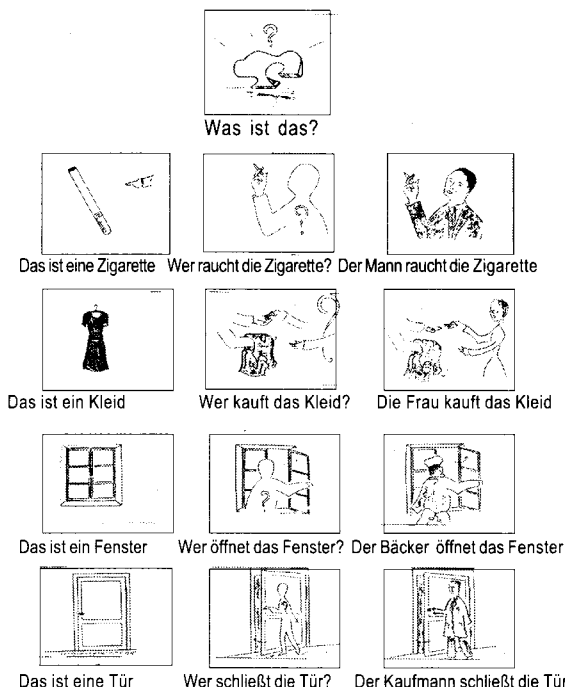 Was ist das?
Das ist eine Zigarette Wer raucht die Zigarette? Der Mann raucht die Zigarette
Das ist ein Kleid Wer kauft das Kleid? Die Frau kauft das Kleid
Das ist ein Fenster Wer öffnet das Fenster? Der Bäcker öffnet das Fenster
Das ist eine Tür Wer schließt die Tür? Der Kaufmann schließt die Tür